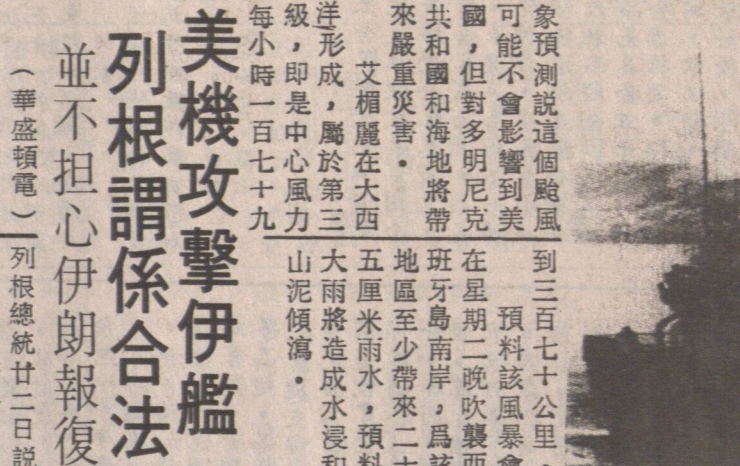 象預測説這個颱風
可能不會影響到美
國，但對多明尼克
共和國和海地將帶
來嚴重災害．
艾楣麗在大西
洋形成，屬於第三
級，即是中心風力
每小時一百七十九
到三百七十公里．
預料該風暴會
在星期二晚吹襲西
班牙島南岸，爲該
地區至少帶來二十
五厘米雨水，預料
大雨將造成水浸和
山泥傾瀉．
美機攻擊伊艦
列根謂係合法
並不担心伊朗報復
（華盛頓電）
列根總統廿二日説